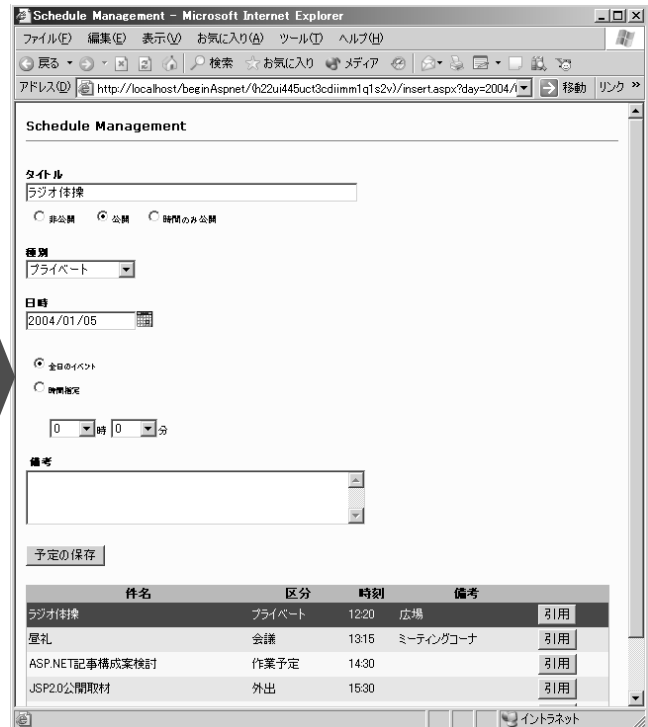 Schedule Management - Microsoft Internet Explorer
ファイル(F) 編集(E) 表示(V) お気に入り(A) ツール(T) ヘルプ(H)
戻る 検索 お気に入り メディア
アドレス(D) http://localhost/beginAspnet/(h22ui445uct3cdiimm1q1s2v)/insert.aspx?day=2004/ 移動 リンク »
Schedule Management
タイトル
ラジオ体操
非公開 公開 時間のみ公開
種別
プライベート
日時
2004/01/05
全日のイベント
時間指定
0 時 0 分
備考
予定の保存
件名 区分 時刻 備考
ラジオ体操 プライベート 12:20 広場 引用
昼礼 会議 13:15 ミーティングコーナ 引用
ASP.NET記事構成案検討 作業予定 14:30 引用
JSP2.0公開取材 外出 15:30 引用
イントラネット